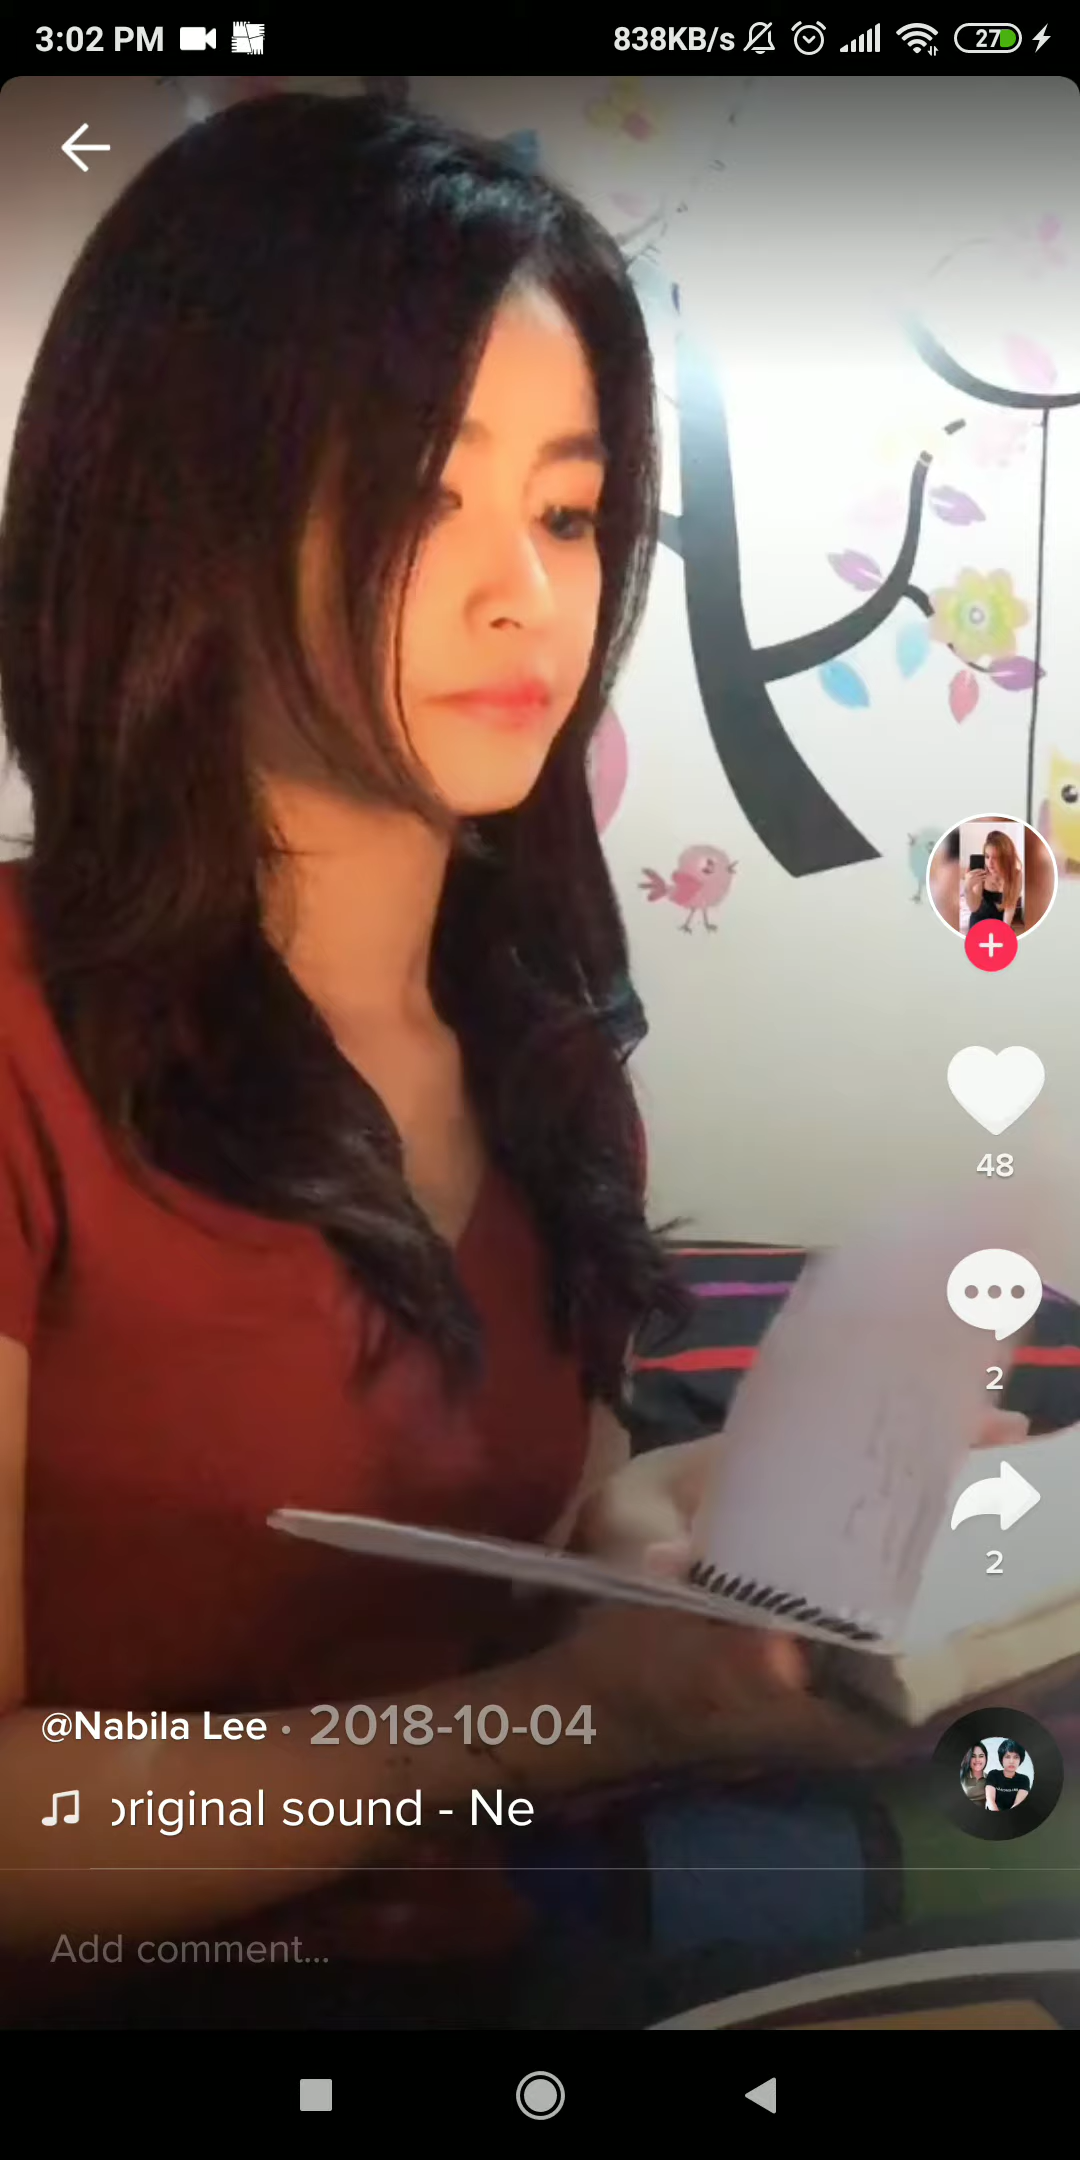 3:02 PM 838KB/s 27
48
2
2
@Nabila Lee · 2018-10-04
original sound - Ne
Add comment...